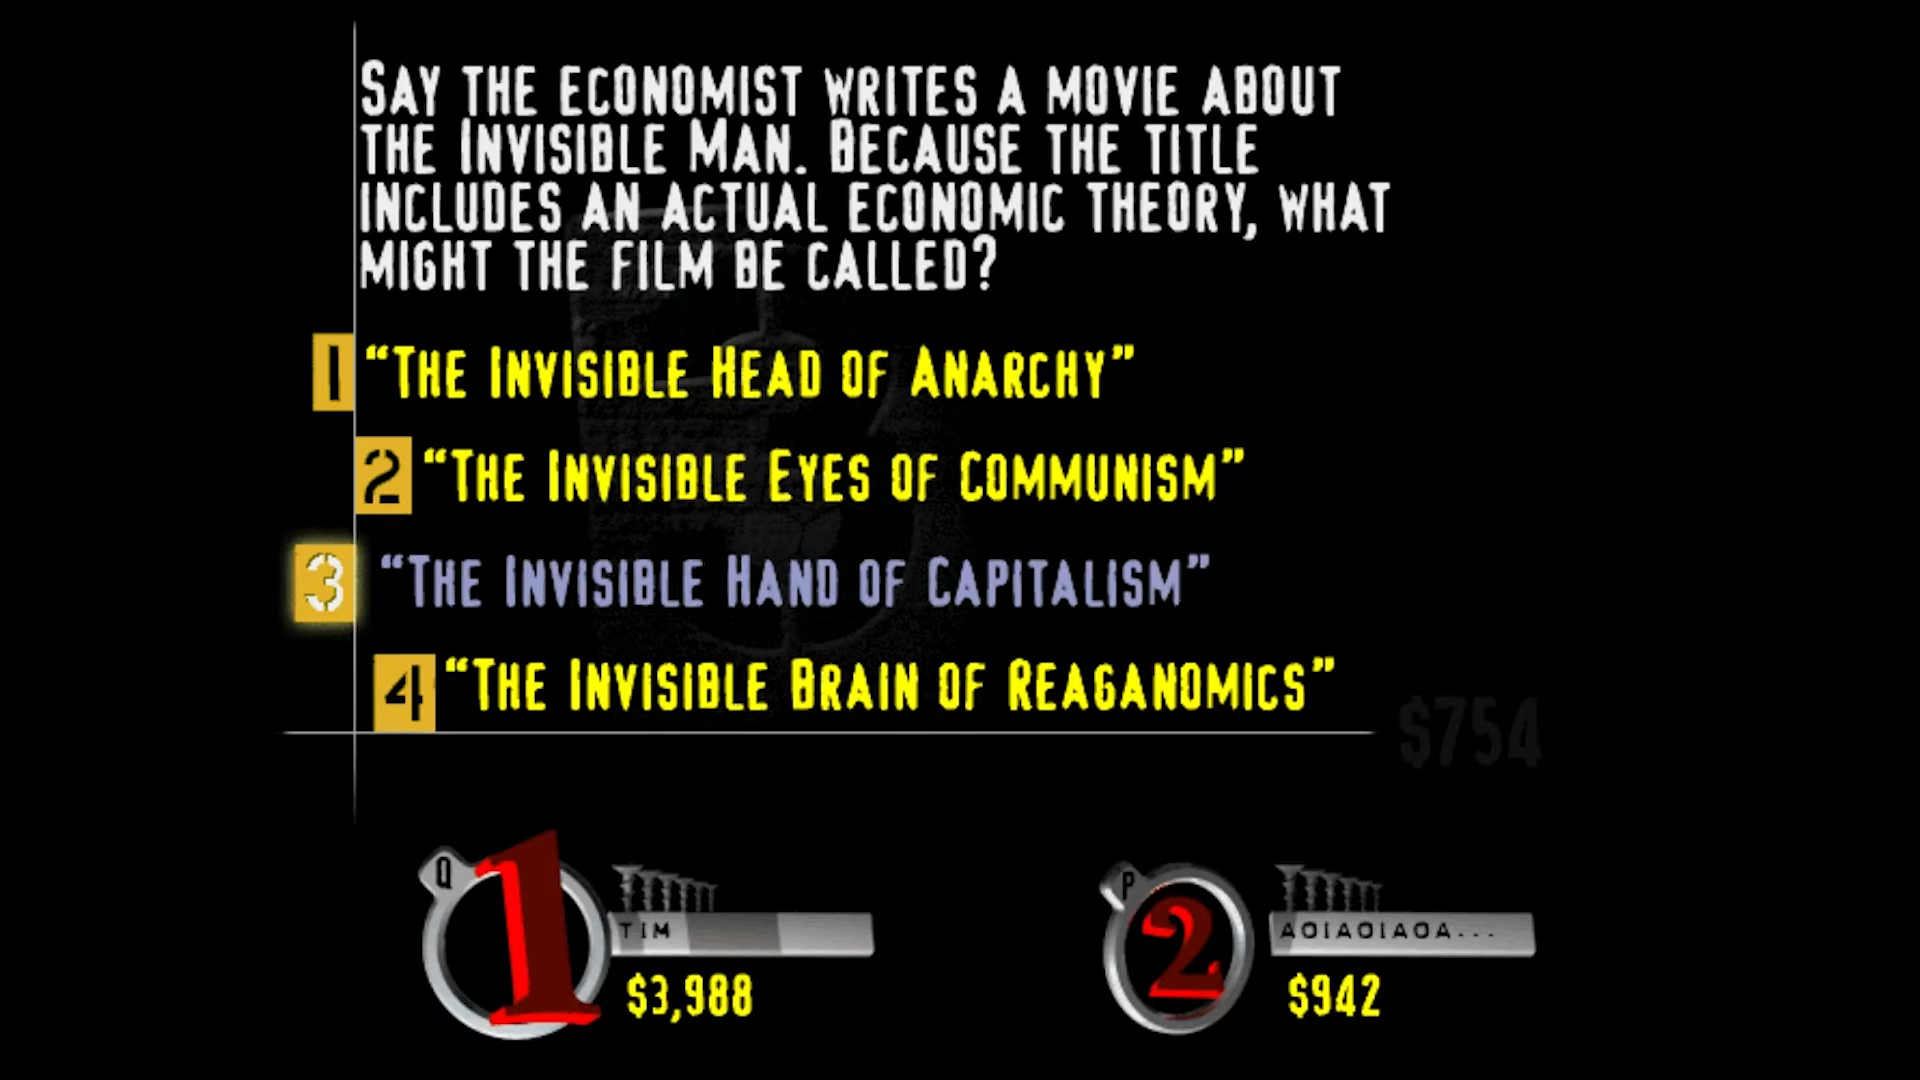 Say the economist writes a movie about
the Invisible Man. Because the title
includes an actual economic theory, what
might the film be called?
1 “The Invisible Head of Anarchy”
2 “The Invisible Eyes of Communism”
3 “The Invisible Hand of Capitalism”
4 “The Invisible Brain of Reaganomics”
$754
Q 1 TIM
$3,988
P 2 AOIAOIAOA...
$942